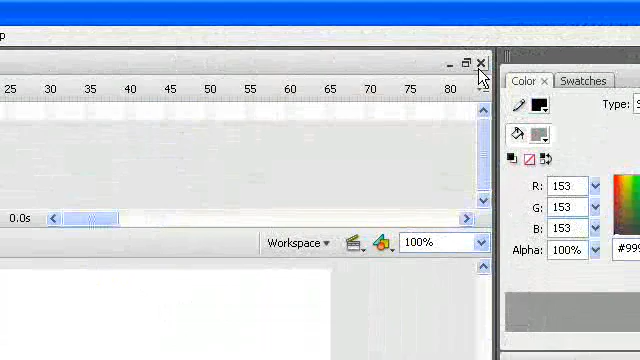 p
25 30 35 40 45 50 55 60 65 70 75 80
Color Swatches
Type: S
R: 153
G: 153
B: 153
Alpha: 100% #999
0.0s
Workspace 100%